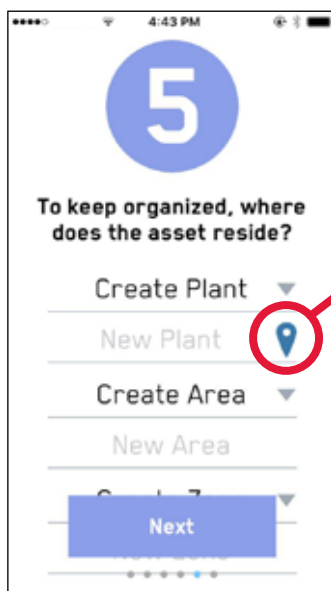 4:43 PM
5
To keep organized, where
does the asset reside?
Create Plant
New Plant
Create Area
New Area
Next